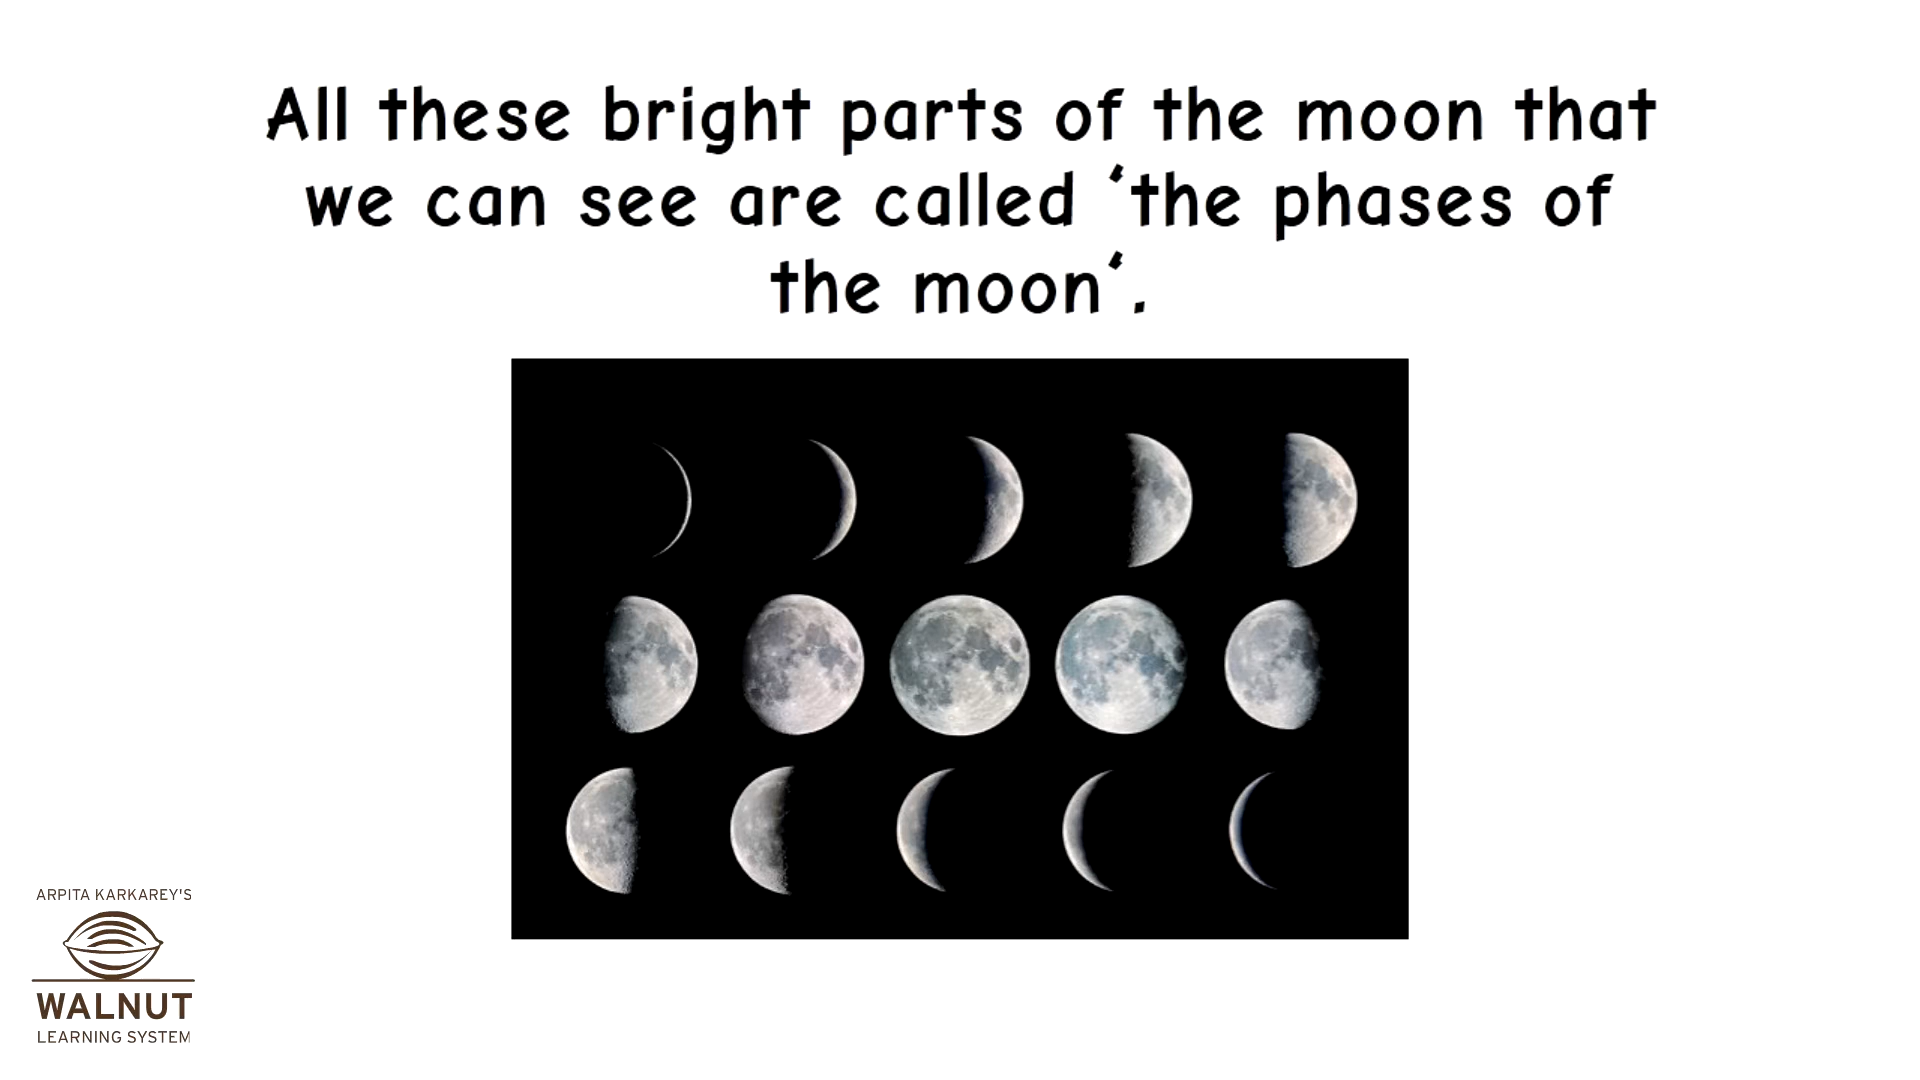 All these bright parts of the moon that
we can see are called ‘the phases of
the moon‘.
ARPITA KARKAREY'S
WALNUT
LEARNING SYSTEM